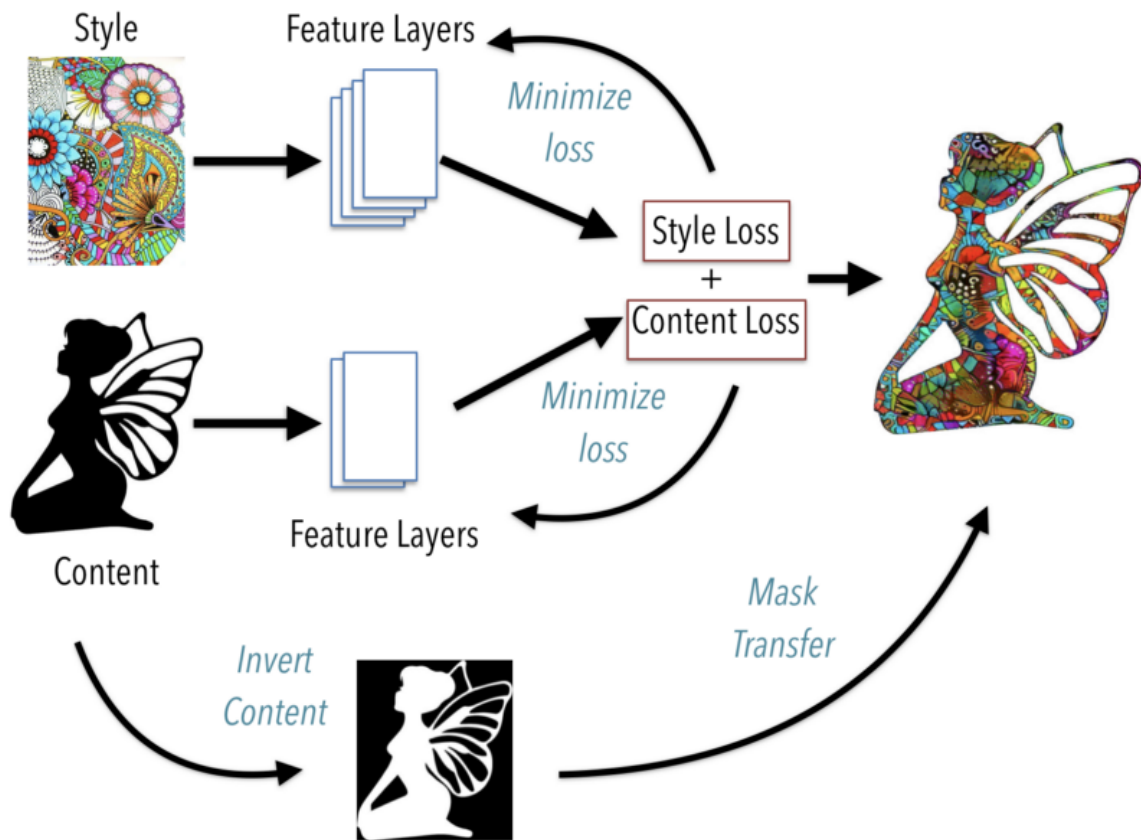 Style
Feature Layers
Minimize
loss
Style Loss
+
Content Loss
Minimize
loss
Feature Layers
Content
Mask
Transfer
Invert
Content